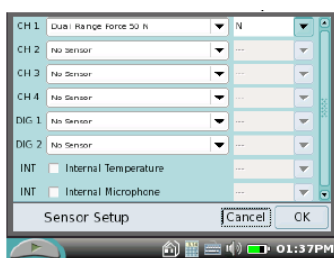 CH 1 Dual Range Force 50 N N
CH 2 No Sensor ---
CH 3 No Sensor ---
CH 4 No Sensor ---
DIG 1 No Sensor ---
DIG 2 No Sensor ---
INT Internal Temperature ---
INT Internal Microphone ---
Sensor Setup Cancel OK
01:37PM